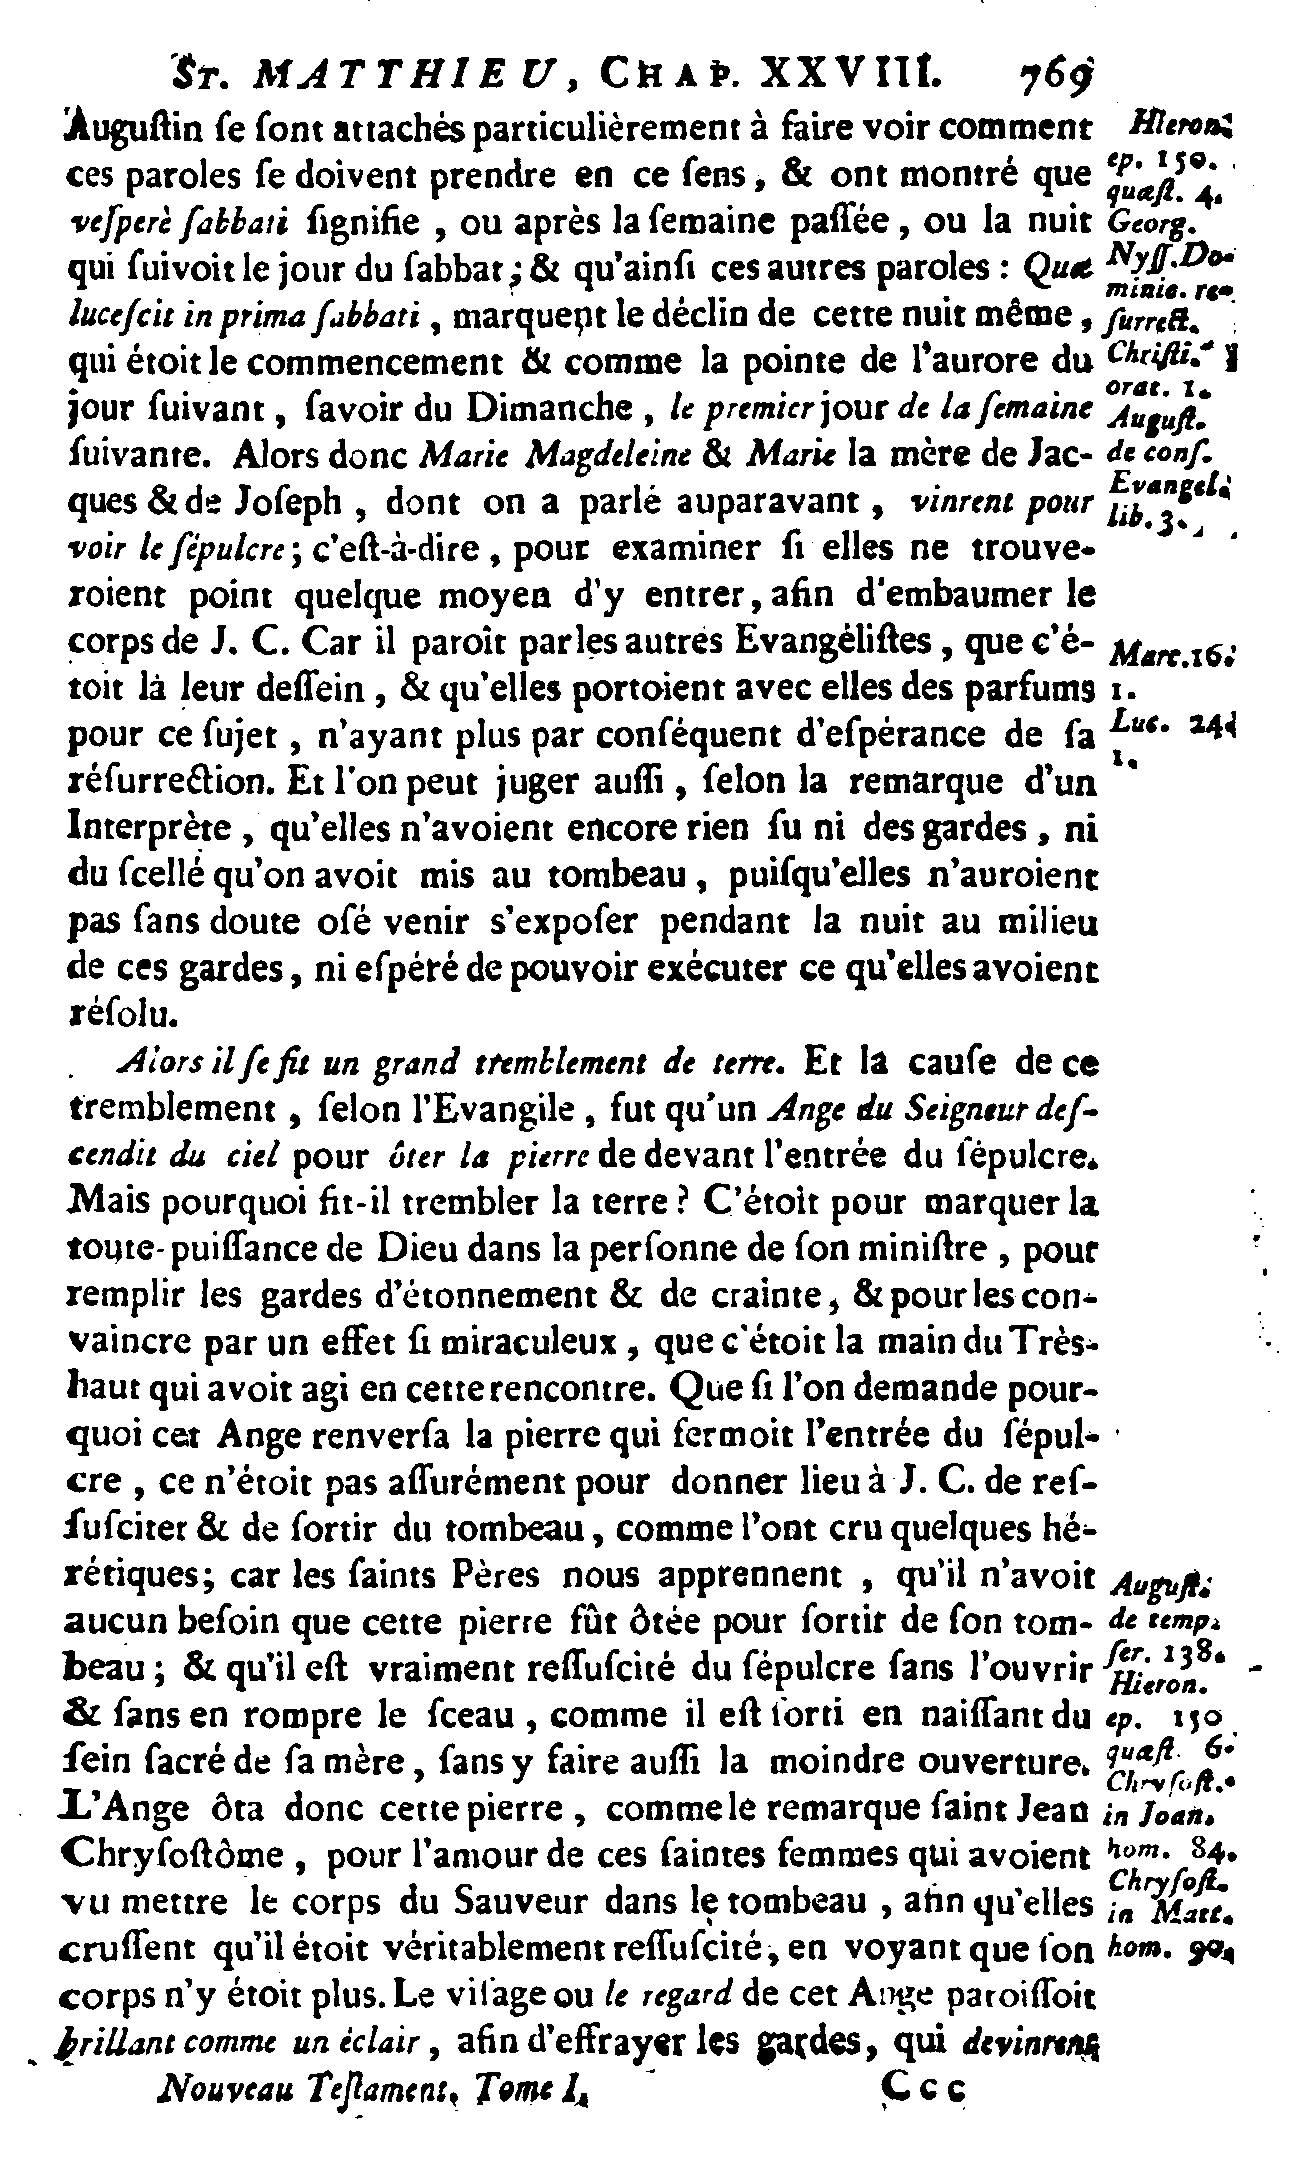 ST. MATTHIEU, CHAP. XXVIII. 769
Auguſtin ſe ſont attachés particulièrement à faire voir comment
ces paroles ſe doivent prendre en ce ſens, & ont montré que
veſperè ſabbati ſignifie, ou après la ſemaine paſſée, ou la nuit
qui ſuivoit le jour du ſabbat; & qu'ainſi ces autres paroles : Quæ
luceſcit in prima ſabbati, marquent le déclin de cette nuit même,
qui étoit le commencement & comme la pointe de l'aurore du
jour ſuivant, ſavoir du Dimanche, le premier jour de la ſemaine
ſuivante. Alors donc Marie Magdeleine & Marie la mère de Jac-
ques & de Joſeph, dont on a parlé auparavant, vinrent pour
voir le ſépulcre; c'eſt-à-dire, pour examiner ſi elles ne trouve-
roient point quelque moyen d'y entrer, afin d'embaumer le
corps de J. C. Car il paroît par les autres Evangéliſtes, que c'é-
toit là leur deſſein, & qu'elles portoient avec elles des parfums
pour ce ſujet, n'ayant plus par conſéquent d'eſpérance de ſa
réſurrection. Et l'on peut juger auſſi, ſelon la remarque d'un
Interprète, qu'elles n'avoient encore rien ſu ni des gardes, ni
du ſcellé qu'on avoit mis au tombeau, puiſqu'elles n'auroient
pas ſans doute oſé venir s'expoſer pendant la nuit au milieu
de ces gardes, ni eſpéré de pouvoir exécuter ce qu'elles avoient
réſolu.
Alors il ſe fit un grand tremblement de terre. Et la cauſe de ce
tremblement, ſelon l'Evangile, fut qu'un Ange du Seigneur deſ-
cendit du ciel pour ôter la pierre de devant l'entrée du ſépulcre.
Mais pourquoi fit-il trembler la terre ? C'étoit pour marquer la
toute-puiſſance de Dieu dans la perſonne de ſon miniſtre, pour
remplir les gardes d'étonnement & de crainte, & pour les con-
vaincre par un effet ſi miraculeux, que c'étoit la main du Très-
haut qui avoit agi en cette rencontre. Que ſi l'on demande pour-
quoi cet Ange renverſa la pierre qui fermoit l'entrée du ſépul-
cre, ce n'étoit pas aſſurément pour donner lieu à J. C. de reſ-
ſuſciter & de ſortir du tombeau, comme l'ont cru quelques hé-
rétiques; car les ſaints Pères nous apprennent, qu'il n'avoit
aucun beſoin que cette pierre fût ôtée pour ſortir de ſon tom-
beau; & qu'il eſt vraiment reſſuſcité du ſépulcre ſans l'ouvrir
& ſans en rompre le ſceau, comme il eſt ſorti en naiſſant du
ſein ſacré de ſa mère, ſans y faire auſſi la moindre ouverture.
L'Ange ôta donc cette pierre, comme le remarque ſaint Jean
Chryſoſtôme, pour l'amour de ces ſaintes femmes qui avoient
vu mettre le corps du Sauveur dans le tombeau, afin qu'elles
cruſſent qu'il étoit véritablement reſſuſcité, en voyant que ſon
corps n'y étoit plus. Le viſage ou le regard de cet Ange paroiſſoit
brillant comme un éclair, afin d'effrayer les gardes, qui devinrent
Nouveau Teſtament, Tome I. Ccc
Hieron.
ep. 150.
quæſt. 4.
Georg.
Nyſſ. Do-
minic. re-
ſurrect.
Chriſti.
orat. 1.
Auguſt.
de conſ.
Evangel.
lib. 3.
Marc. 16.
1.
Luc. 24.
1.
Auguſt.
de temp.
ſer. 138.
Hieron.
ep. 150
quæſt. 6.
Chryſoſt.
in Joan.
hom. 84.
Chryſoſt.
in Matt.
hom. 90.